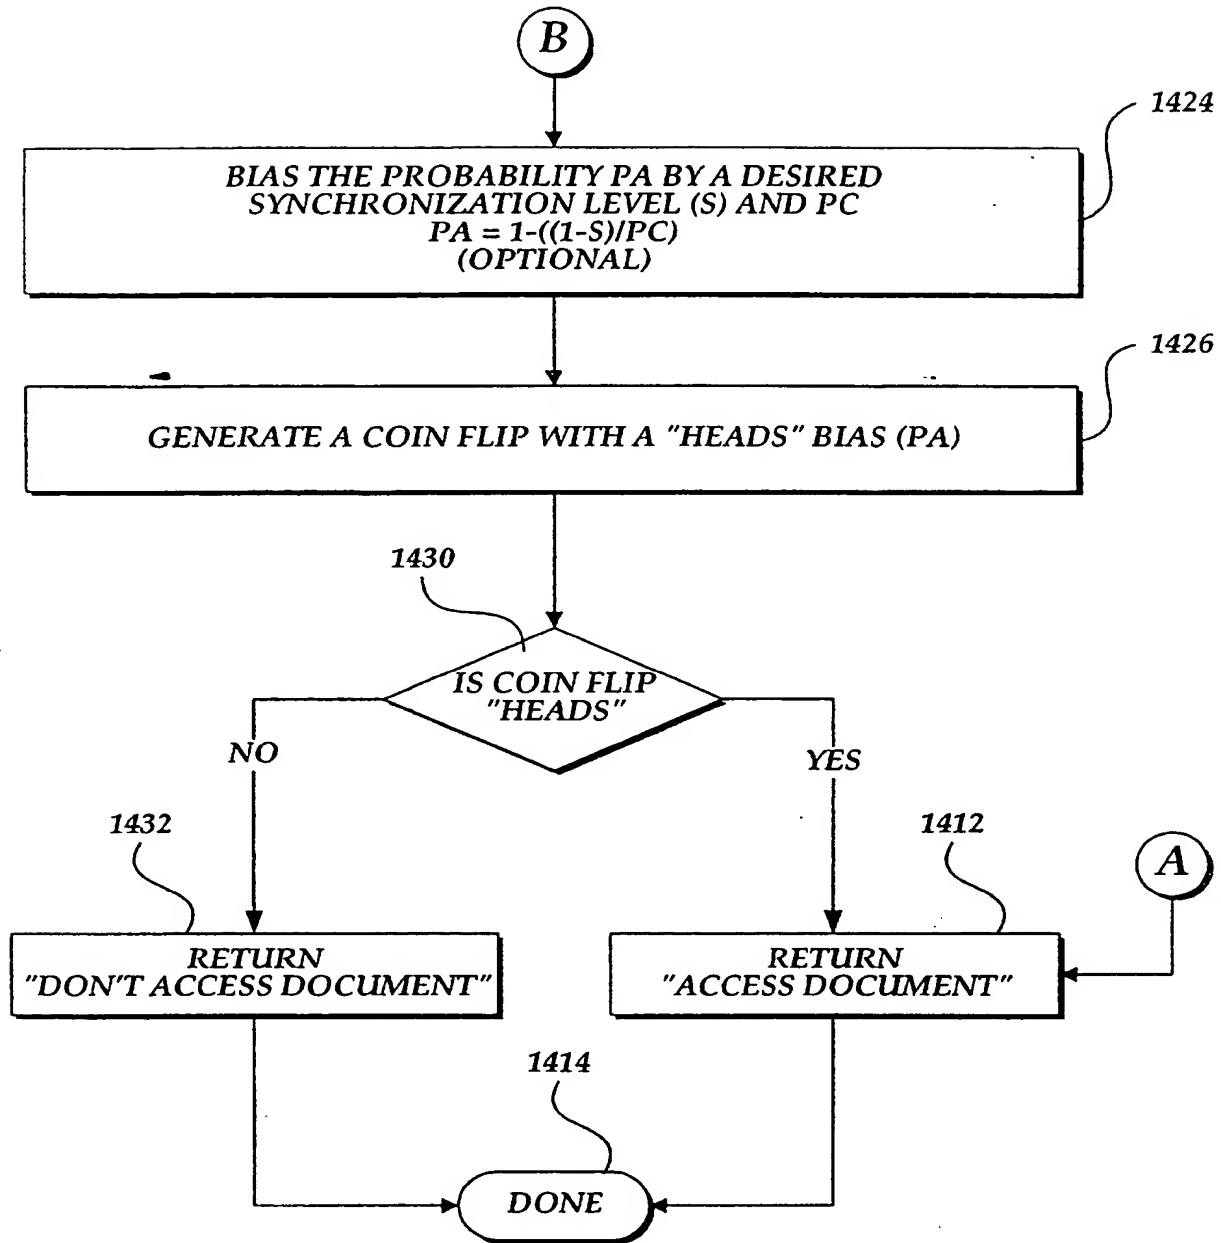 B
1424
BIAS THE PROBABILITY PA BY A DESIRED
SYNCHRONIZATION LEVEL (S) AND PC
PA = 1-((1-S)/PC)
(OPTIONAL)
1426
GENERATE A COIN FLIP WITH A "HEADS" BIAS (PA)
1430
IS COIN FLIP
"HEADS"
NO
YES
1432
1412
A
RETURN
"DON'T ACCESS DOCUMENT"
RETURN
"ACCESS DOCUMENT"
1414
DONE